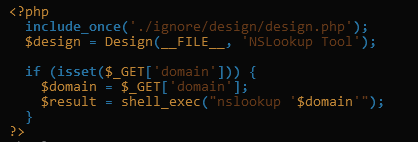 <?php
include_once('./ignore/design/design.php');
$design = Design(__FILE__, 'NSLookup Tool');
if (isset($_GET['domain'])) {
$domain = $_GET['domain'];
$result = shell_exec("nslookup '$domain'");
}
?>